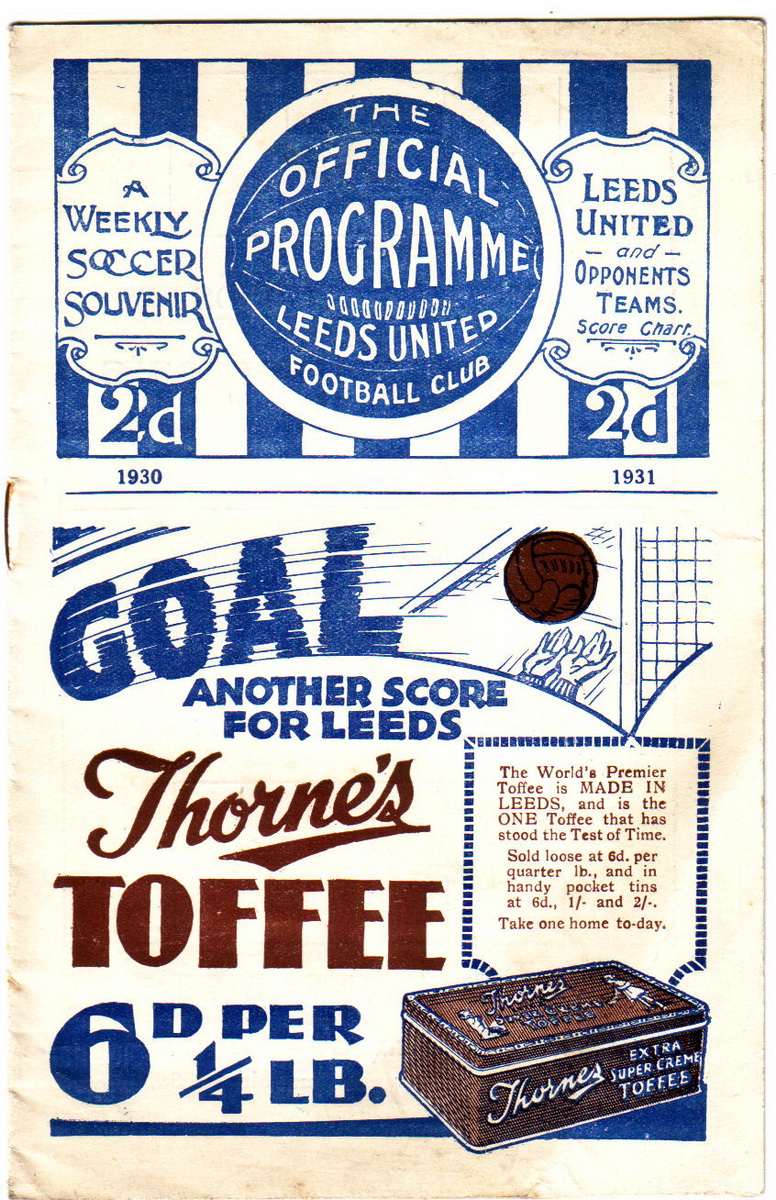 THE
OFFICIAL
PROGRAMME
LEEDS UNITED
FOOTBALL CLUB
A
WEEKLY
SOCCER
SOUVENIR
2d
LEEDS
UNITED
– and –
OPPONENTS
TEAMS.
Score Chart.
2d
1930
1931
GOAL
ANOTHER SCORE
FOR LEEDS
Thorne's
TOFFEE
6D PER
1/4 LB.
The World's Premier
Toffee is MADE IN
LEEDS, and is the
ONE Toffee that has
stood the Test of Time.
Sold loose at 6d. per
quarter lb., and in
handy pocket tins
at 6d., 1/- and 2/-.
Take one home to-day.
Thorne's
TOFFEE
Thorne's
EXTRA
SUPER CREME
TOFFEE